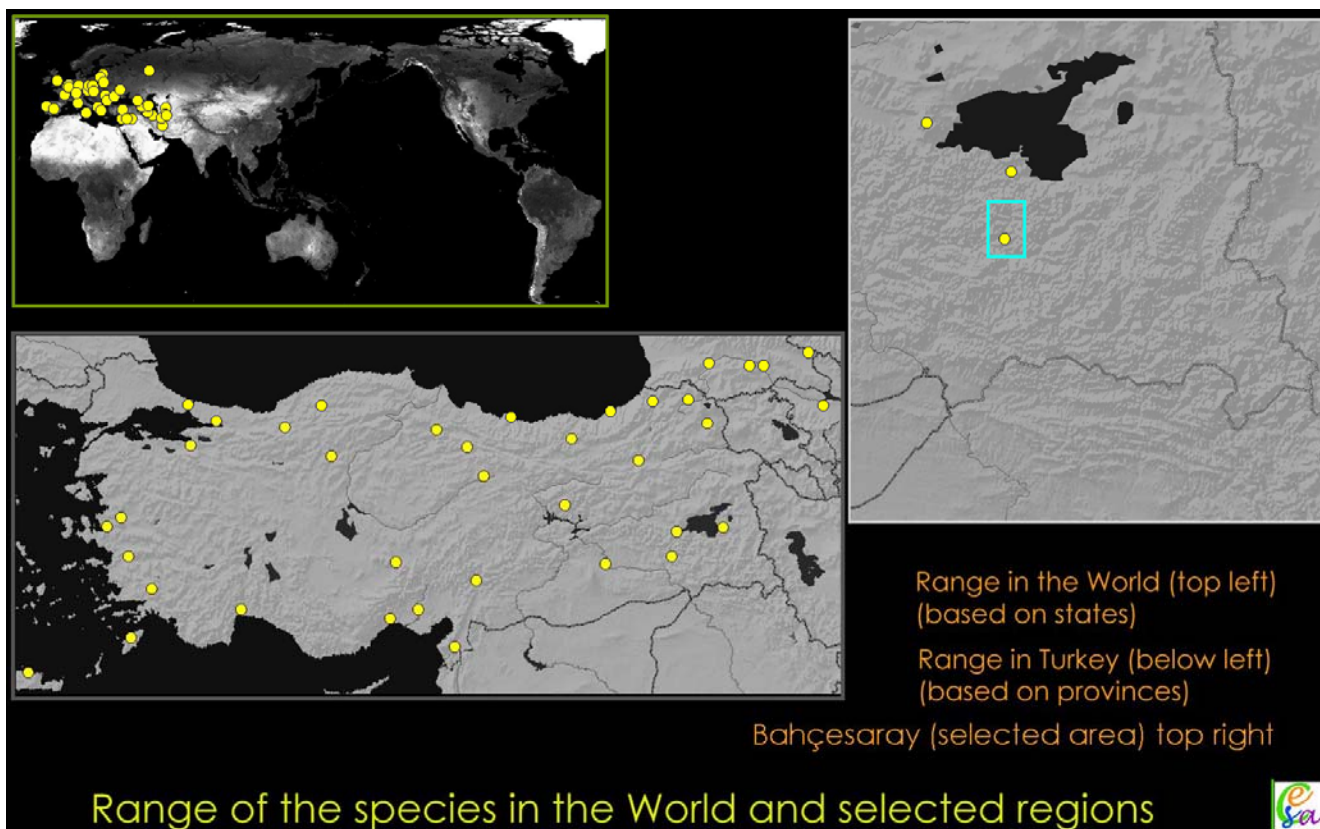 Range in the World (top left)
(based on states)
Range in Turkey (below left)
(based on provinces)
Bahçesaray (selected area) top right
Range of the species in the World and selected regions
esa